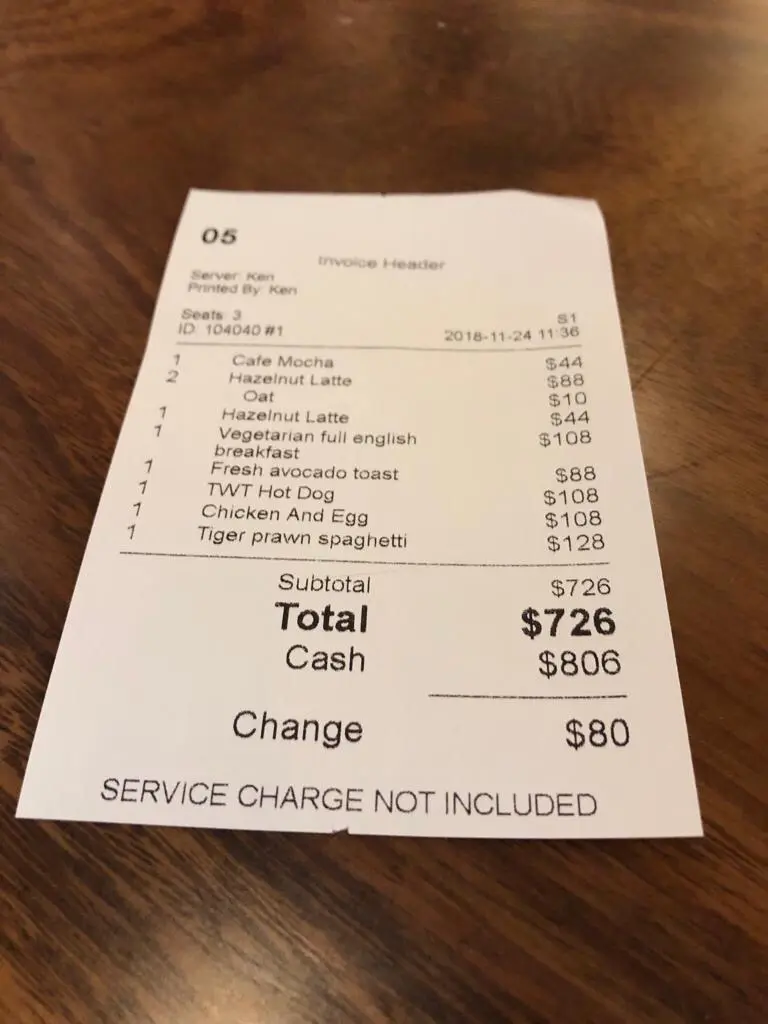 05
Invoice Header
Server: Ken
Printed By: Ken
Seats: 3 S1
ID: 104040 #1 2018-11-24 11:36
1 Cafe Mocha $44
2 Hazelnut Latte $88
Oat $10
1 Hazelnut Latte $44
1 Vegetarian full english $108
breakfast
1 Fresh avocado toast $88
1 TWT Hot Dog $108
1 Chicken And Egg $108
1 Tiger prawn spaghetti $128
Subtotal $726
Total $726
Cash $806
Change $80
SERVICE CHARGE NOT INCLUDED